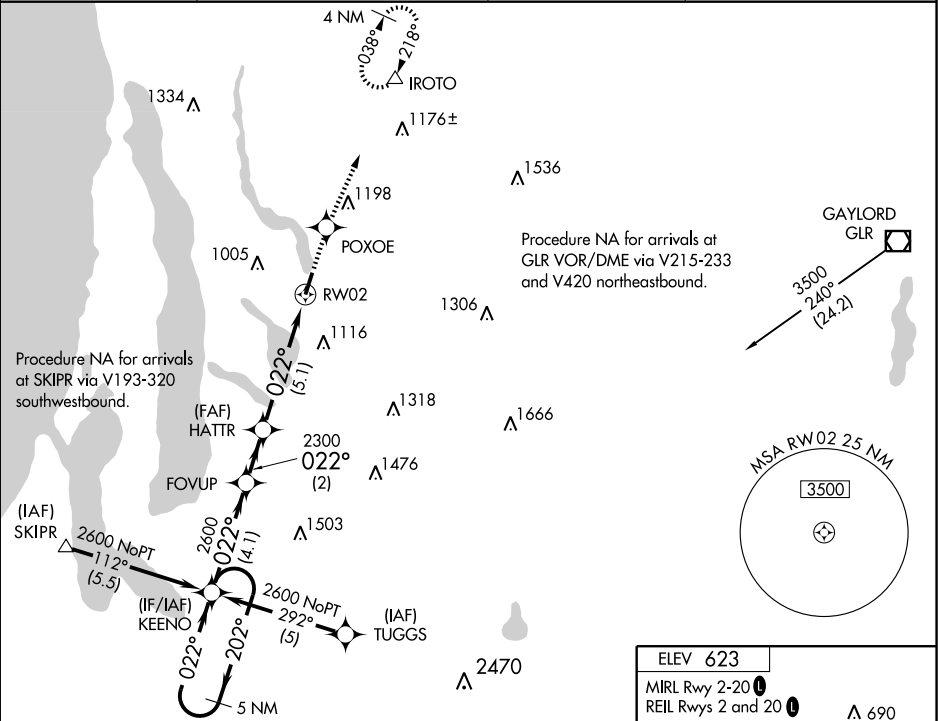 4 NM
038°
218°
IROTO
1334
1176±
1536
1198
GAYLORD
GLR
POXOE
Procedure NA for arrivals at
GLR VOR/DME via V215-233
and V420 northeastbound.
1005
3500
240°
(24.2)
RW02
1306
1116
Procedure NA for arrivals
at SKIPR via V193-320
southwestbound.
022°
(5.1)
(FAF)
HATTR
1318
1666
2300
022°
(2)
1476
FOVUP
MSA RW02 25 NM
3500
(IAF)
SKIPR
2600 NoPT
112°
(5.5)
2600
022°
(4.1)
1503
(IF/IAF)
KEENO
2600 NoPT
292°
(5)
(IAF)
TUGGS
022°
202°
5 NM
2470
ELEV 623
MIRL Rwy 2-20 L
REIL Rwys 2 and 20 L
690